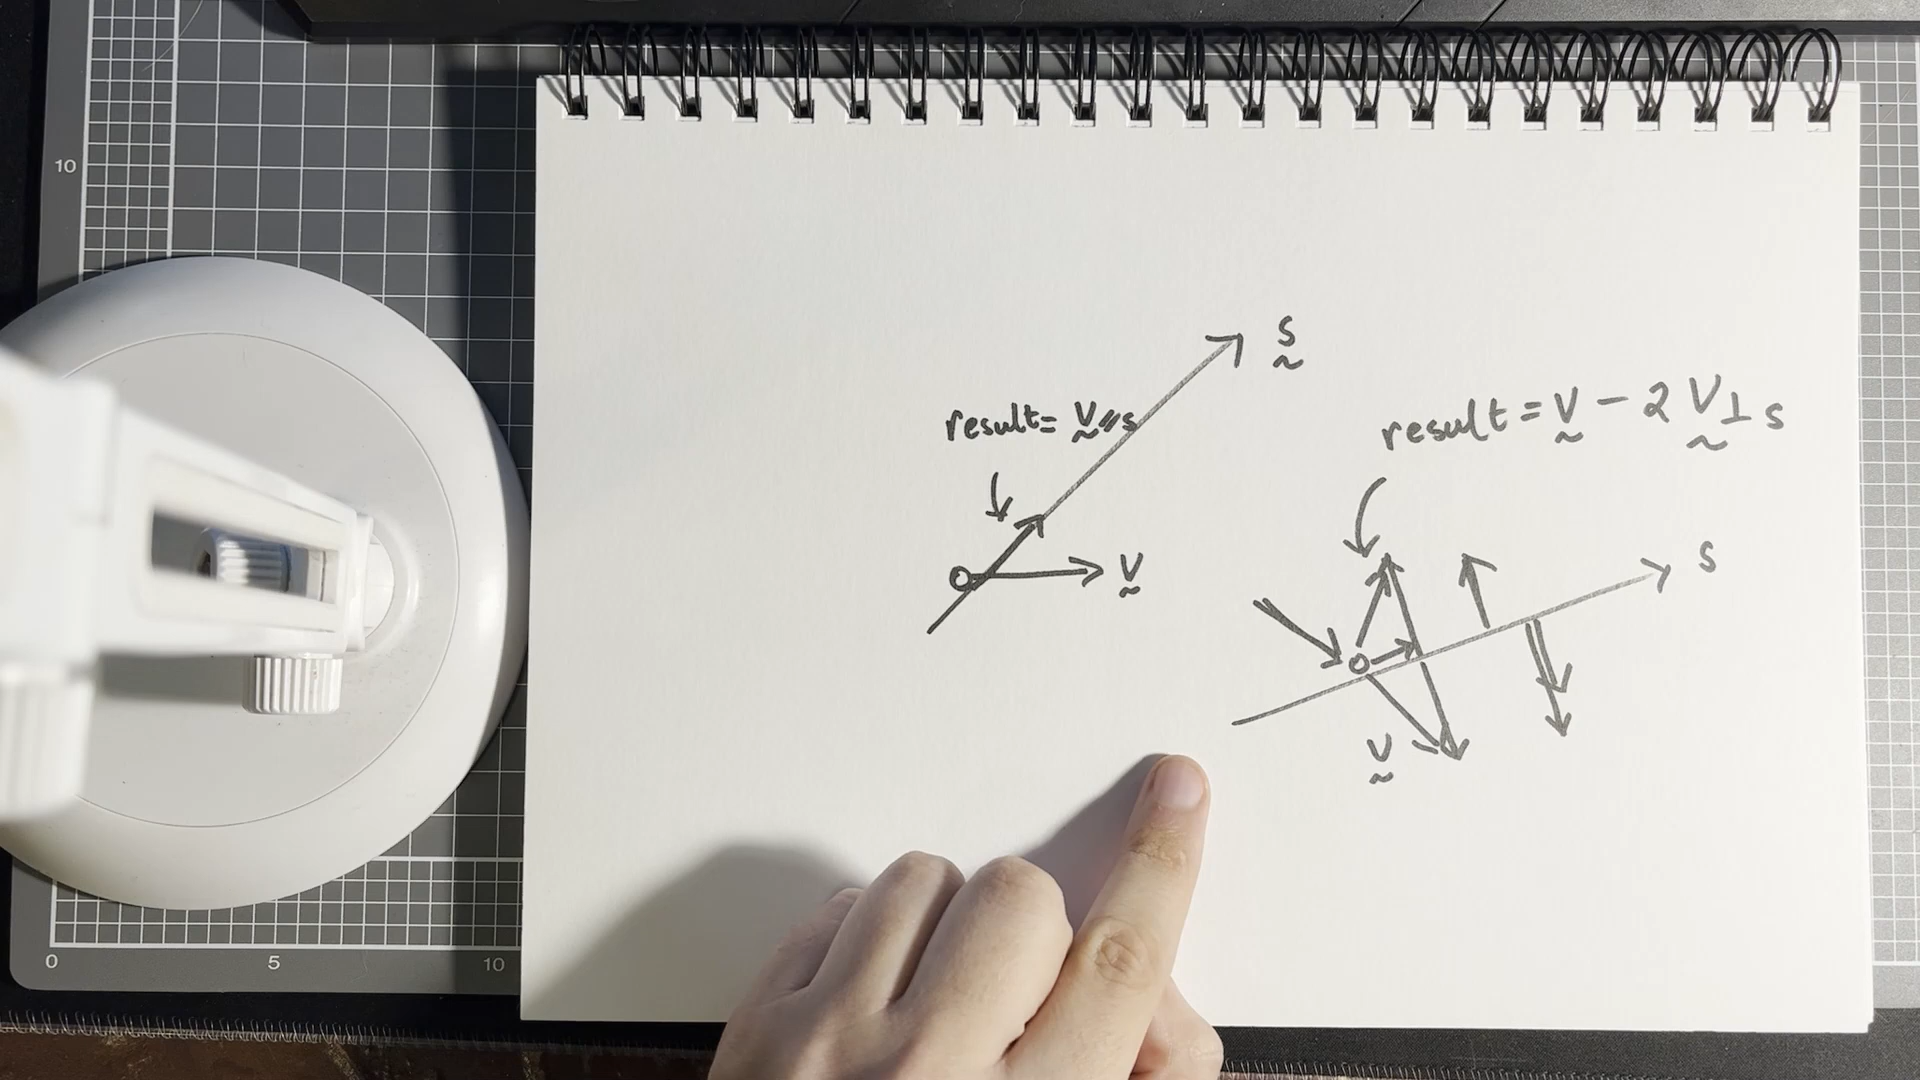 10
s
~
result= v∥s
~
v
~
result = v − 2 v⊥ s
~ ~
s
v
~
0 5 10